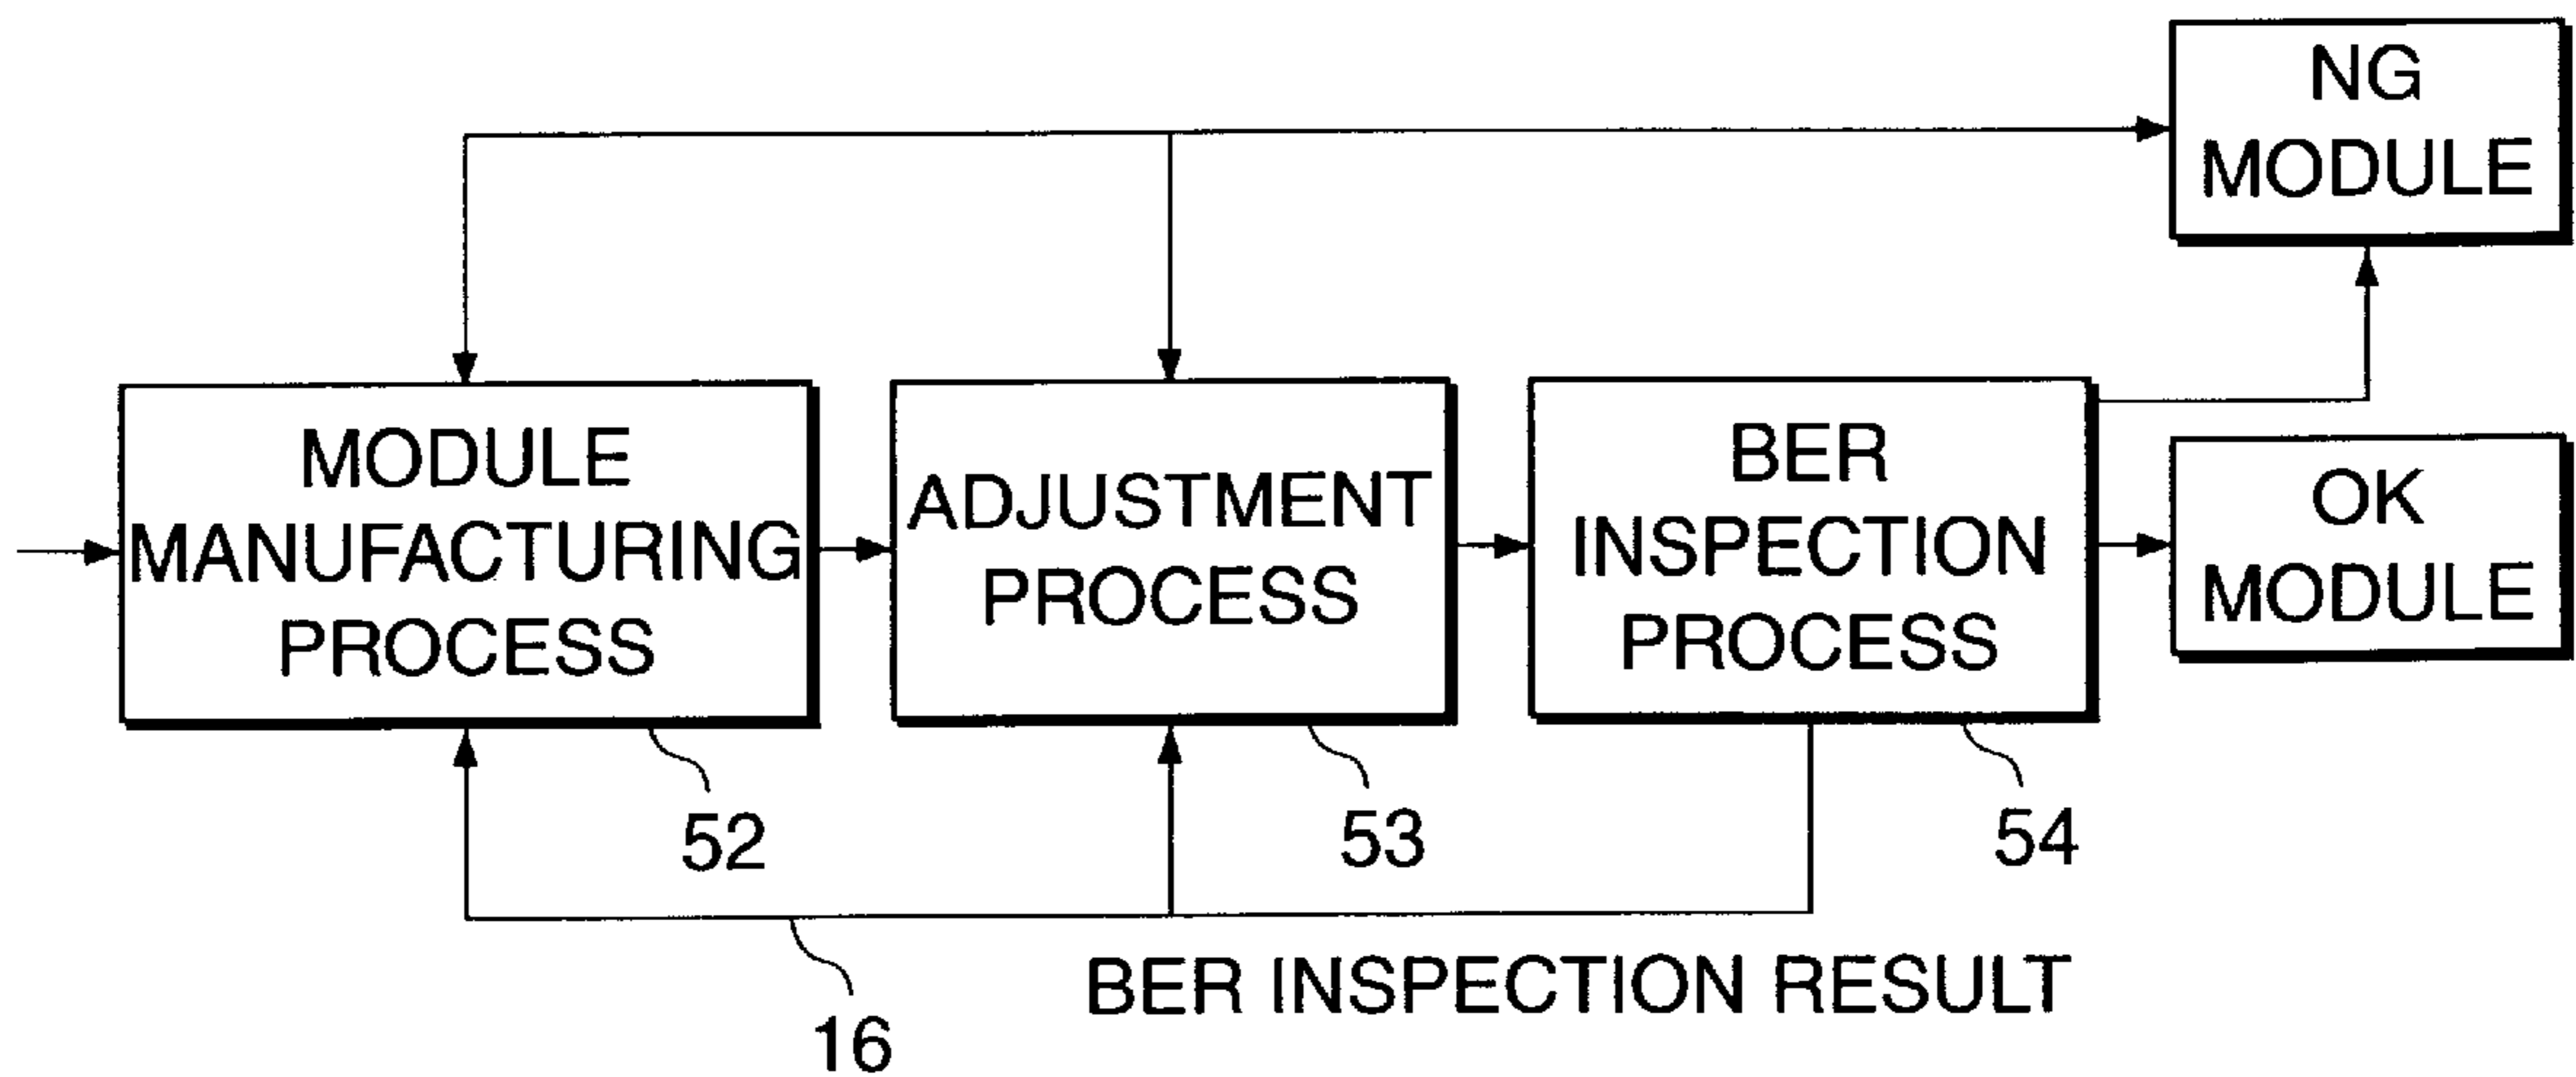 NG
MODULE
MODULE
MANUFACTURING
PROCESS
ADJUSTMENT
PROCESS
BER
INSPECTION
PROCESS
OK
MODULE
52
53
54
BER INSPECTION RESULT
16